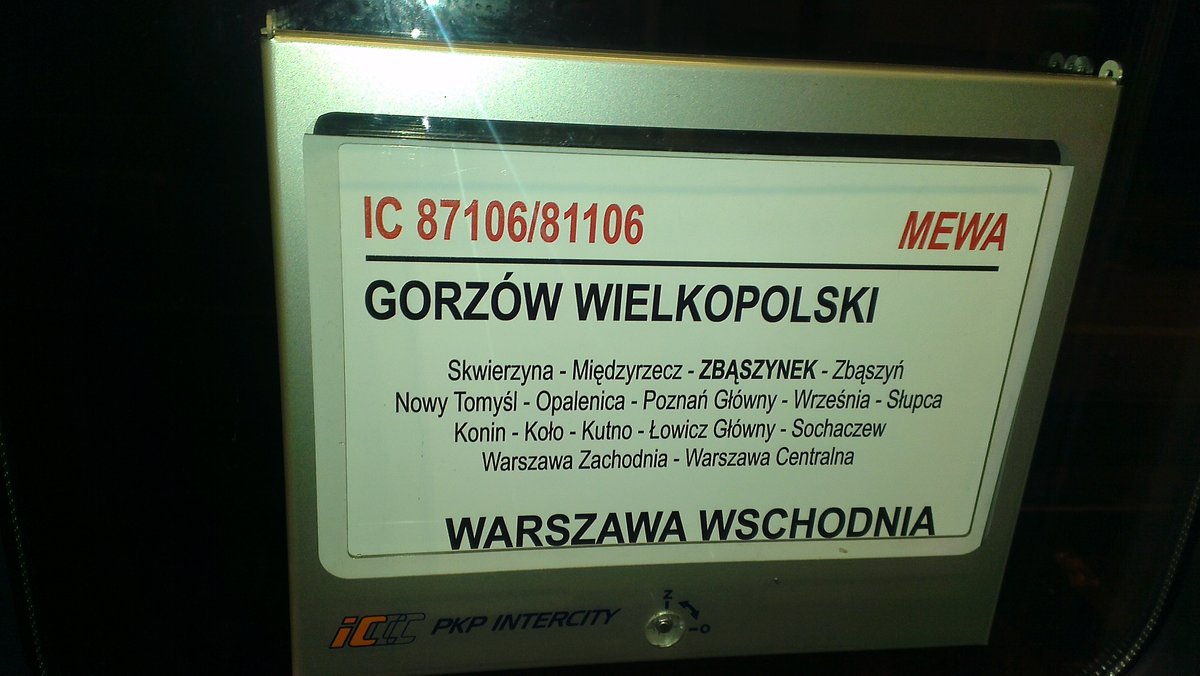 IC 87106/81106 MEWA
GORZÓW WIELKOPOLSKI
Skwierzyna - Międzyrzecz - ZBĄSZYNEK - Zbąszyń
Nowy Tomyśl - Opalenica - Poznań Główny - Września - Słupca
Konin - Koło - Kutno - Łowicz Główny - Sochaczew
Warszawa Zachodnia - Warszawa Centralna
WARSZAWA WSCHODNIA
Z
iCCC PKP INTERCITY O